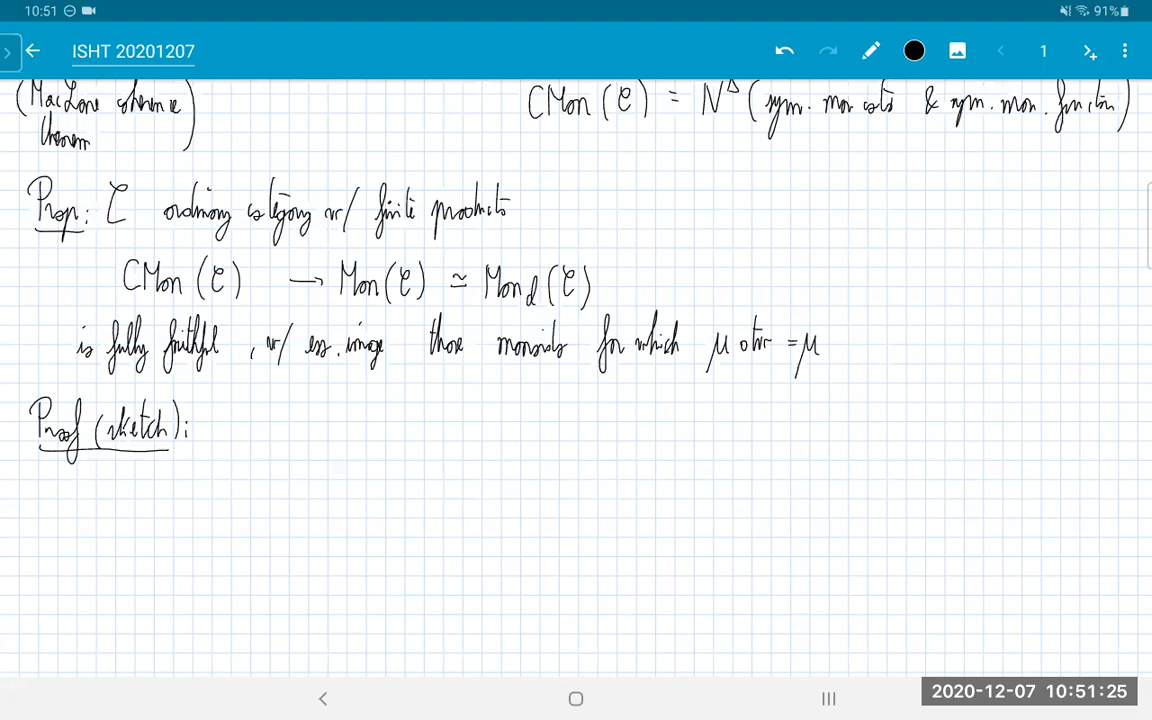 10:51 91%
ISHT 20201207 1
(MacLane coherence CMon (C) = N^Δ (sym. mon cats & sym. mon. functors)
theorem)
Prop: C ordinary category w/ finite products
CMon (C) → Mon (C) ≃ Mon_d (C)
is fully faithful, w/ ess. image those monoids for which μ∘tw = μ
Proof (sketch):
2020-12-07 10:51:25